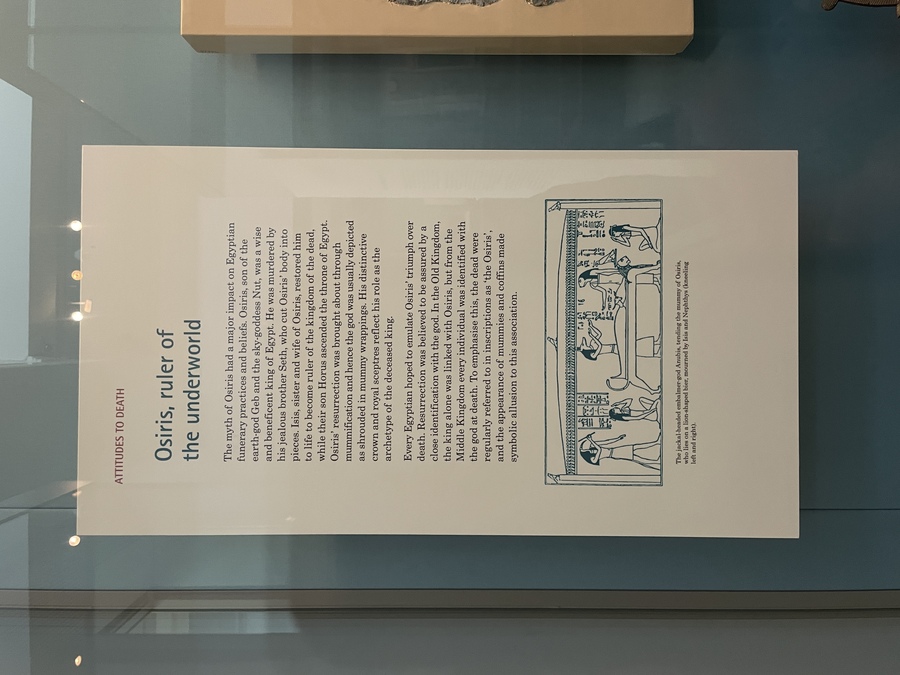 ATTITUDES TO DEATH
Osiris, ruler of
the underworld
The myth of Osiris had a major impact on Egyptian
funerary practices and beliefs. Osiris, son of the
earth-god Geb and the sky-goddess Nut, was a wise
and beneficent king of Egypt. He was murdered by
his jealous brother Seth, who cut Osiris' body into
pieces. Isis, sister and wife of Osiris, restored him
to life to become ruler of the kingdom of the dead,
while their son Horus ascended the throne of Egypt.
Osiris' resurrection was brought about through
mummification and hence the god was usually depicted
as shrouded in mummy wrappings. His distinctive
crown and royal sceptres reflect his role as the
archetype of the deceased king.
Every Egyptian hoped to emulate Osiris' triumph over
death. Resurrection was believed to be assured by a
close identification with the god. In the Old Kingdom,
the king alone was linked with Osiris, but from the
Middle Kingdom every individual was identified with
the god at death. To emphasise this, the dead were
regularly referred to in inscriptions as 'the Osiris',
and the appearance of mummies and coffins made
symbolic allusion to this association.
The jackal-headed embalmer-god Anubis, tending the mummy of Osiris,
who lies on a lion-shaped bier, mourned by Isis and Nephthys (kneeling
left and right).